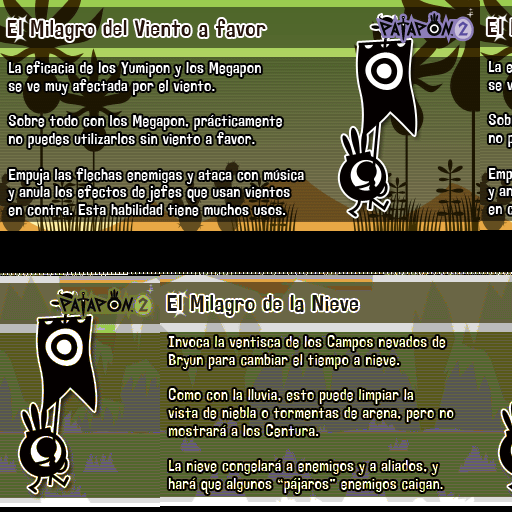 El Milagro del Viento a favor
PATAPON 2
La eficacia de los Yumipon y los Megapon
se ve muy afectada por el viento.
Sobre todo con los Megapon, prácticamente
no puedes utilizarlos sin viento a favor.
Empuja las flechas enemigas y ataca con música
y anula los efectos de jefes que usan vientos
en contra. Esta habilidad tiene muchos usos.
PATAPON 2
El Milagro de la Nieve
Invoca la ventisca de los Campos nevados de
Bryun para cambiar el tiempo a nieve.
Como con la lluvia, esto puede limpiar la
vista de niebla o tormentas de arena, pero no
mostrará a los Centura.
La nieve congelará a enemigos y a aliados, y
hará que algunos "pájaros" enemigos caigan.